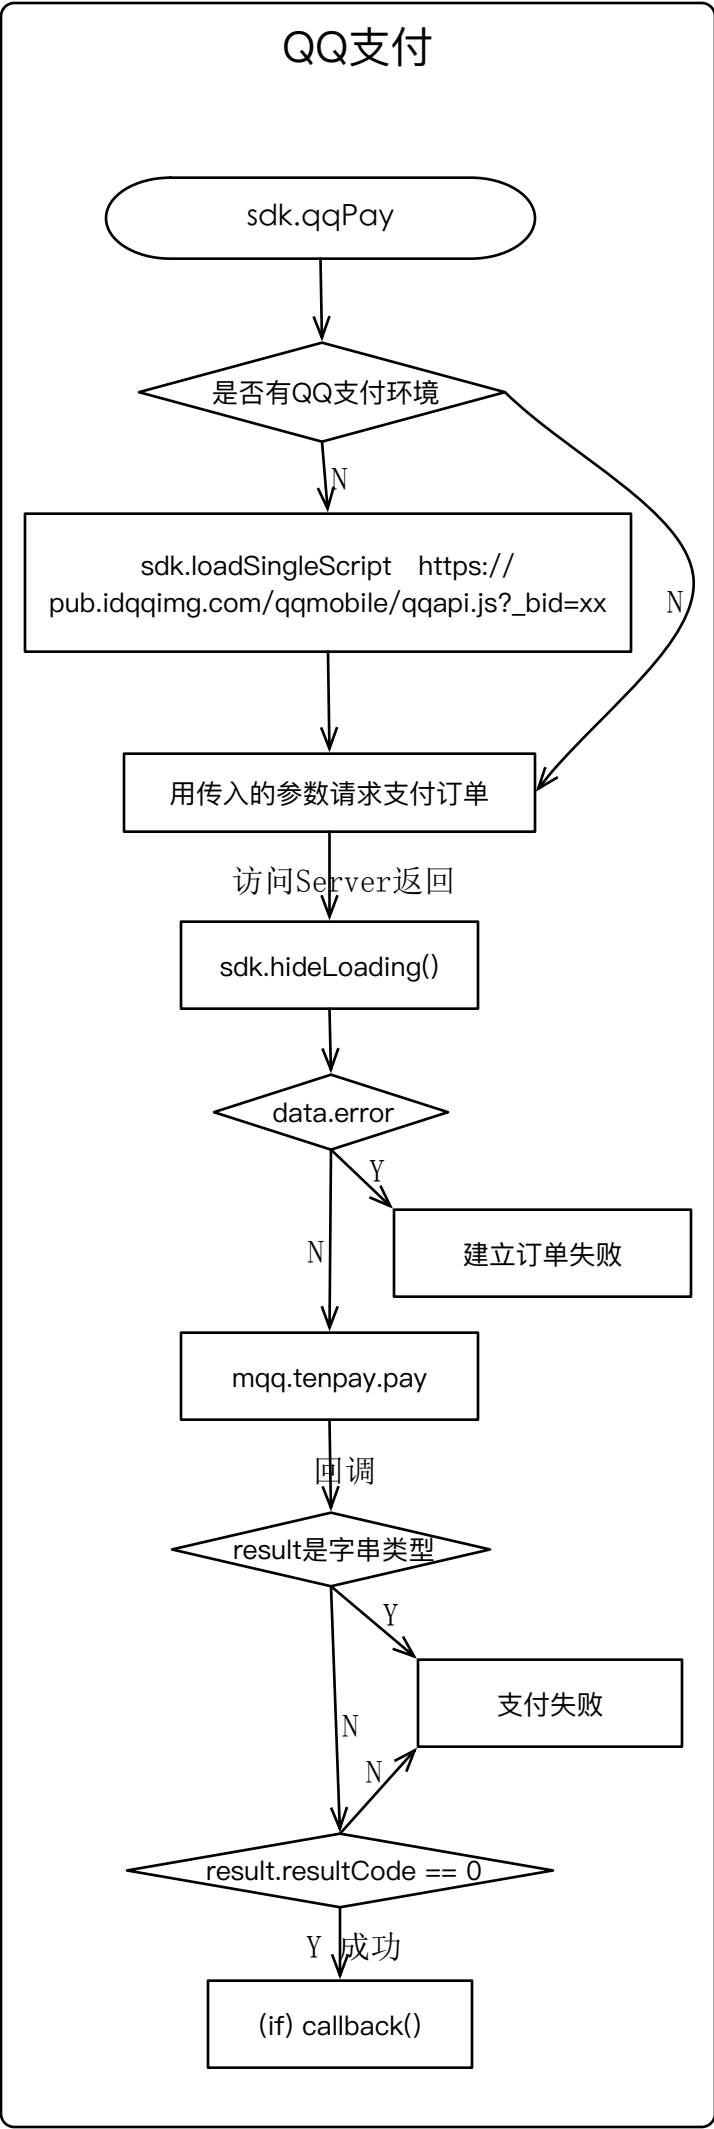 QQ支付
sdk.qqPay
是否有QQ支付环境
N
sdk.loadSingleScript https://
pub.idqqimg.com/qqmobile/qqapi.js?_bid=xx
N
用传入的参数请求支付订单
访问Server返回
sdk.hideLoading()
data.error
Y
建立订单失败
N
mqq.tenpay.pay
回调
result是字串类型
Y
支付失败
N
N
result.resultCode == 0
Y 成功
(if) callback()